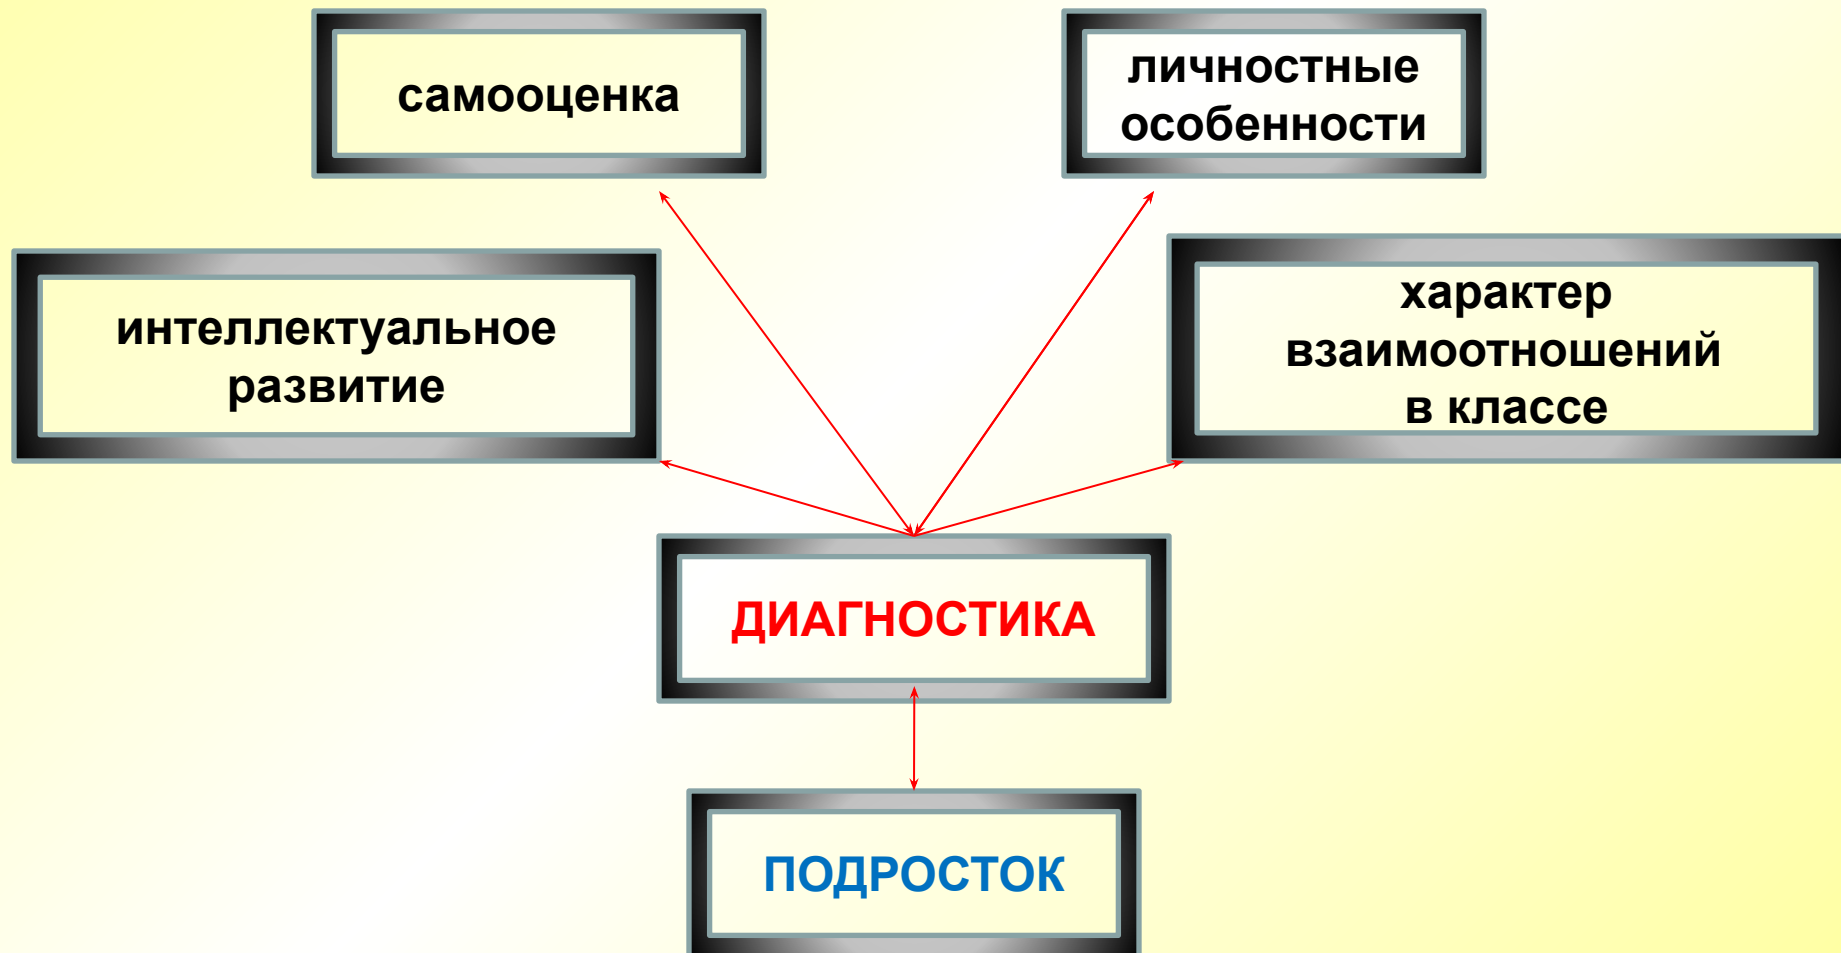 самооценка
личностные
особенности
интеллектуальное
развитие
характер
взаимоотношений
в классе
ДИАГНОСТИКА
ПОДРОСТОК